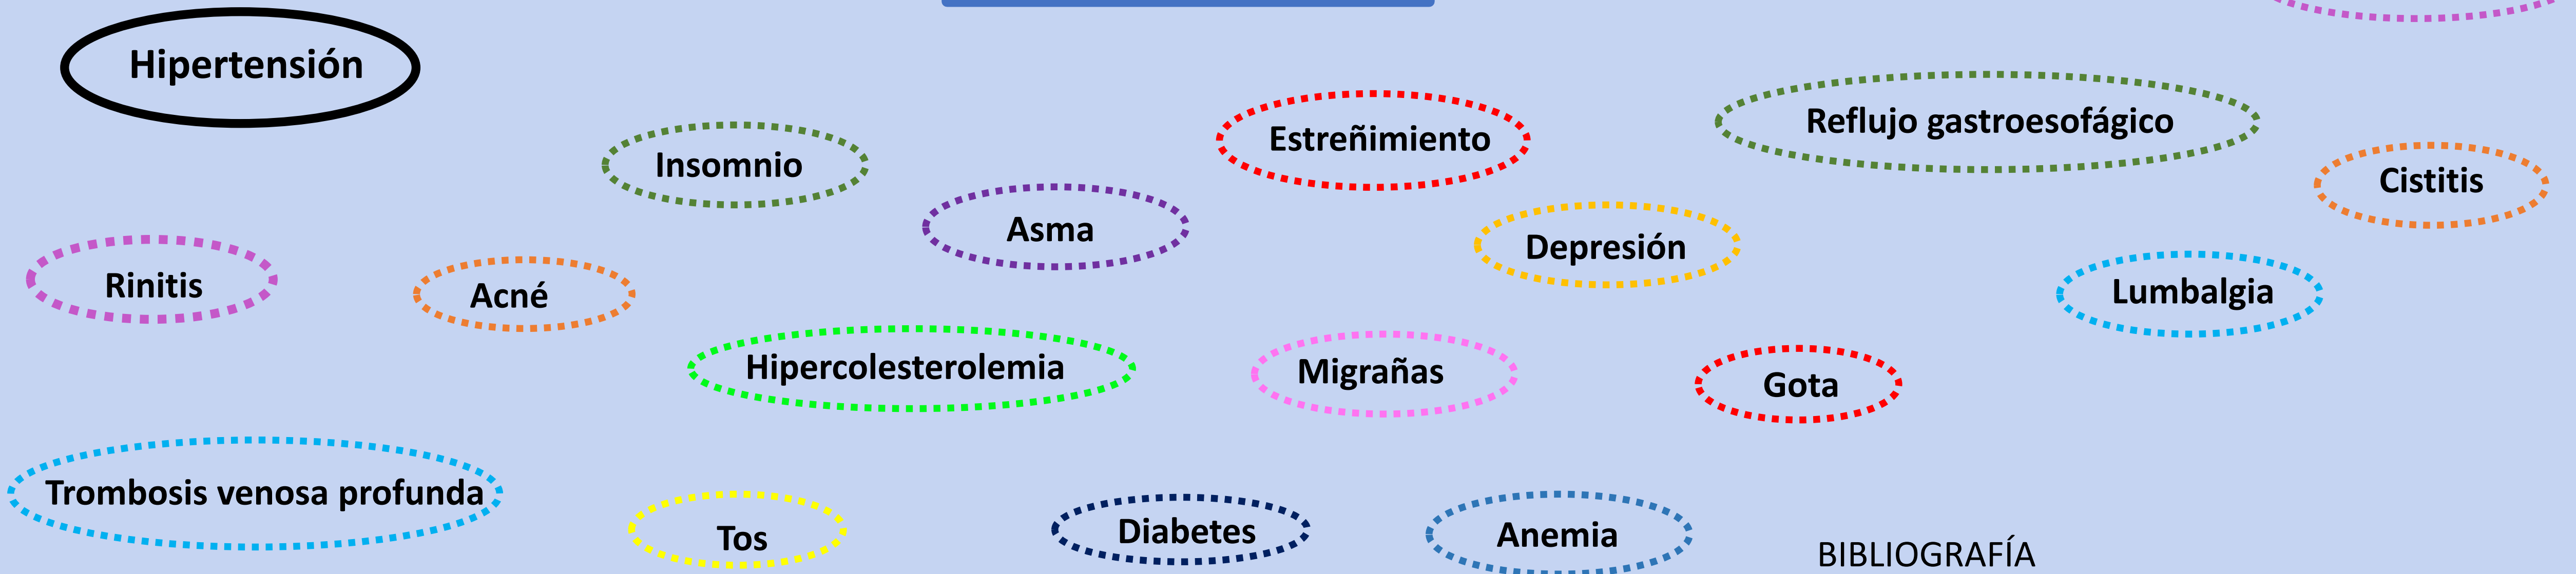 Hipertensión
Reflujo gastroesofágico
Estreñimiento
Insomnio
Cistitis
Asma
Depresión
Rinitis
Acné
Lumbalgia
Hipercolesterolemia
Migrañas
Gota
Trombosis venosa profunda
Tos
Diabetes
Anemia
BIBLIOGRAFÍA